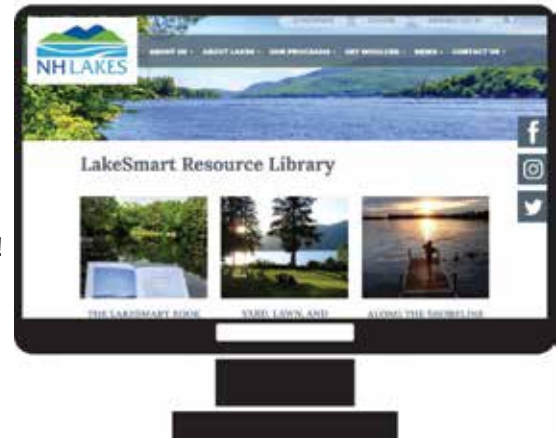 NH LAKES
ABOUT US ABOUT LAKES OUR PROGRAMS GET INVOLVED NEWS CONTACT US
f
LakeSmart Resource Library
!
THE LAKESMART BOOK YARD, LAWN, AND ALONG THE SHORELINE